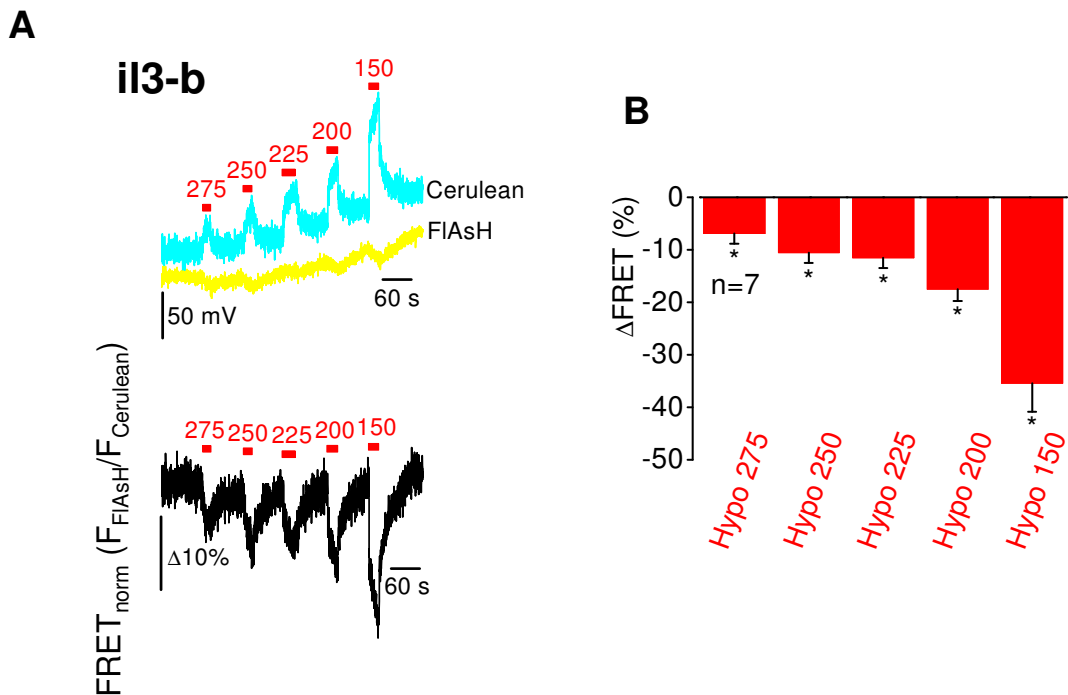 A
il3-b
150
200
225
250
275
Cerulean
FlAsH
60 s
50 mV
FRETnorm (FFlAsH/FCerulean)
275 250 225 200 150
Δ10%
60 s
B
ΔFRET (%)
0
-10
-20
-30
-40
-50
n=7
* * * * *
Hypo 275
Hypo 250
Hypo 225
Hypo 200
Hypo 150